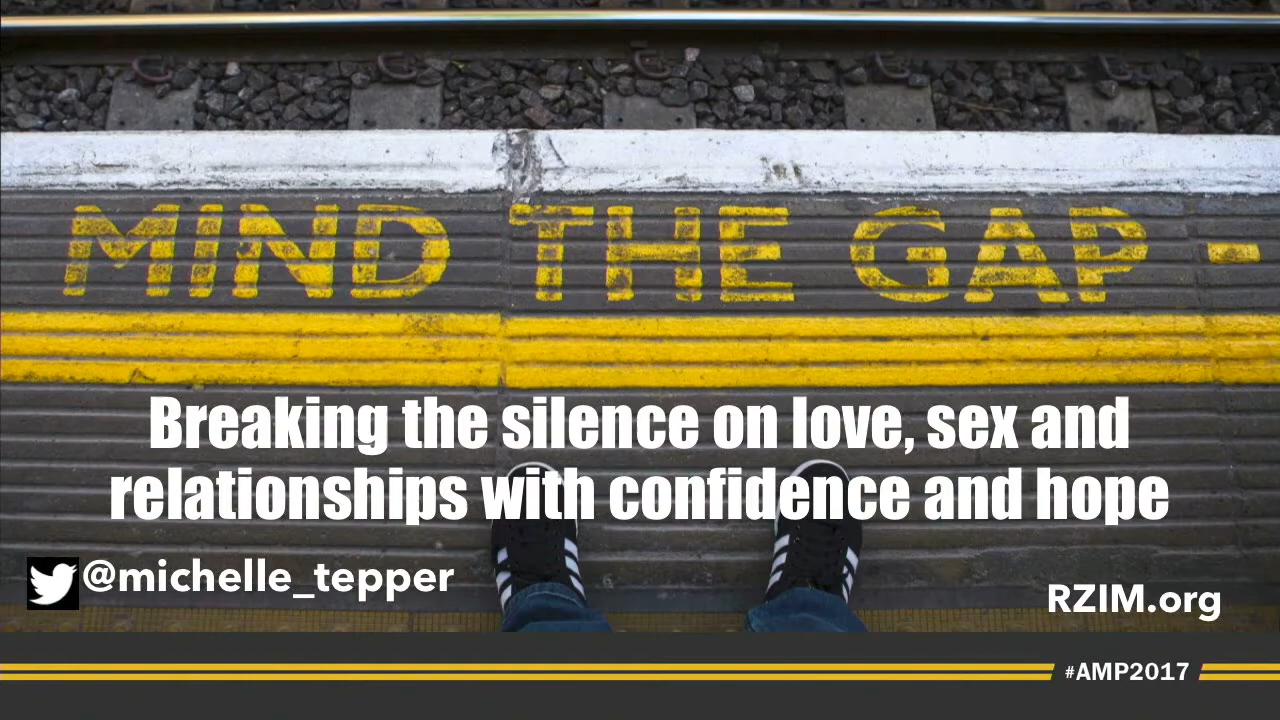 MIND THE GAP -
Breaking the silence on love, sex and
relationships with confidence and hope
@michelle_tepper
RZIM.org
#AMP2017